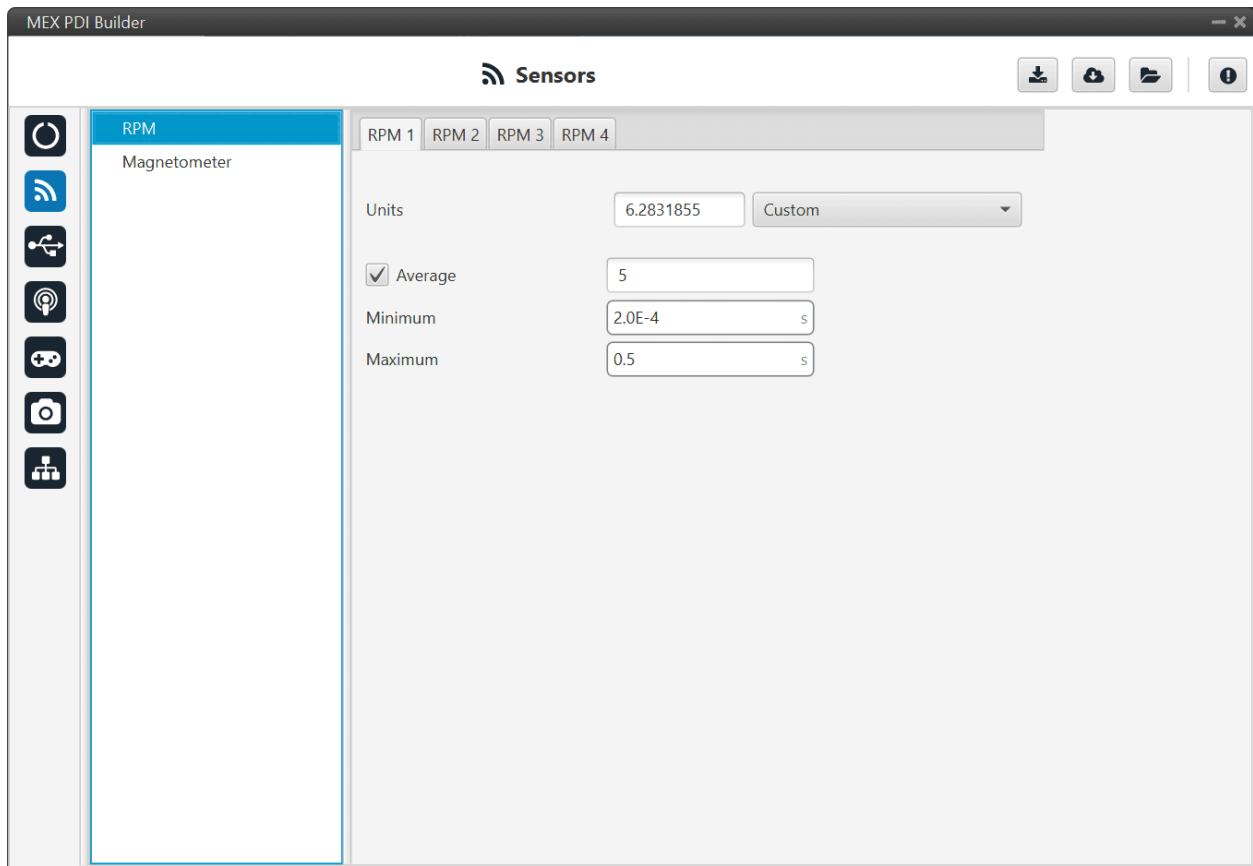 MEX PDI Builder
Sensors
RPM
Magnetometer
RPM 1 RPM 2 RPM 3 RPM 4
Units 6.2831855 Custom
Average 5
Minimum 2.0E-4 s
Maximum 0.5 s